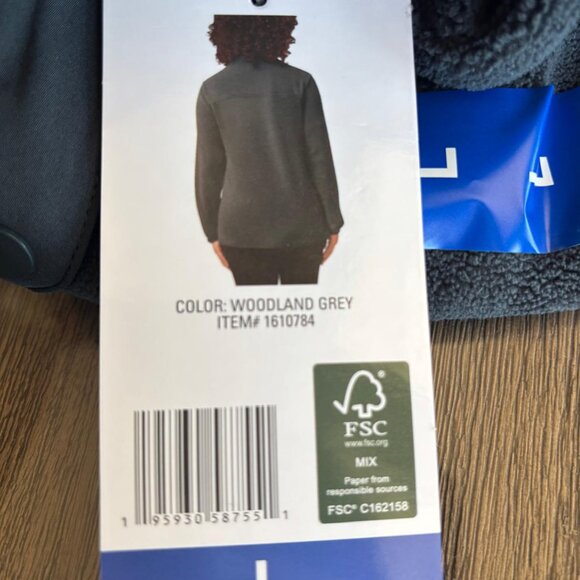 L
COLOR: WOODLAND GREY
ITEM# 1610784
FSC
www.fsc.org
MIX
Paper from
responsible sources
FSC® C162158
1 95930 58755 1
L